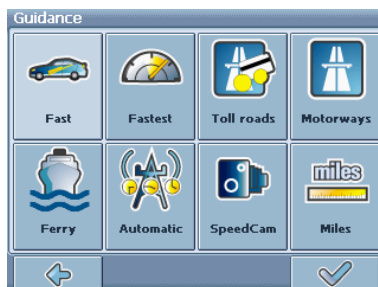 Guidance
Fast
Fastest
Toll roads
Motorways
miles
Ferry
Automatic
SpeedCam
Miles